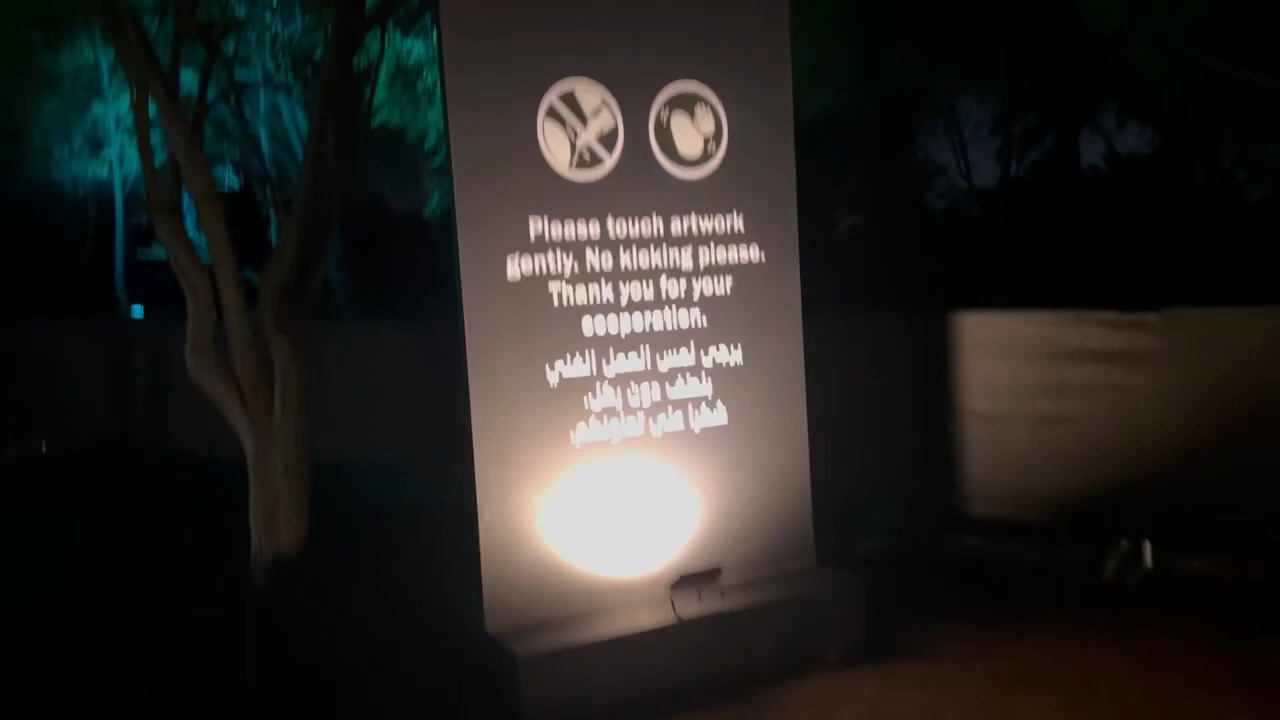 Please touch artwork
gently. No kicking please.
Thank you for your
cooperation.
يرجى لمس العمل الفني
بلطف دون ركل،
شكرا على تعاونكم.